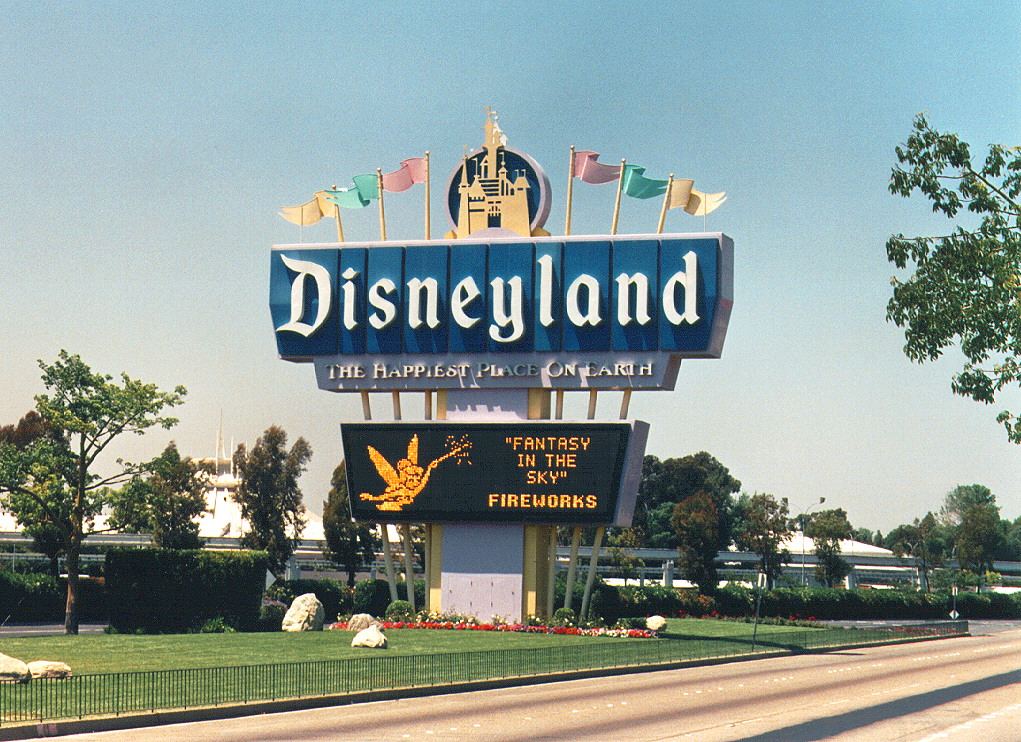 Disneyland
THE HAPPIEST PLACE ON EARTH
"FANTASY
IN THE
SKY"
FIREWORKS